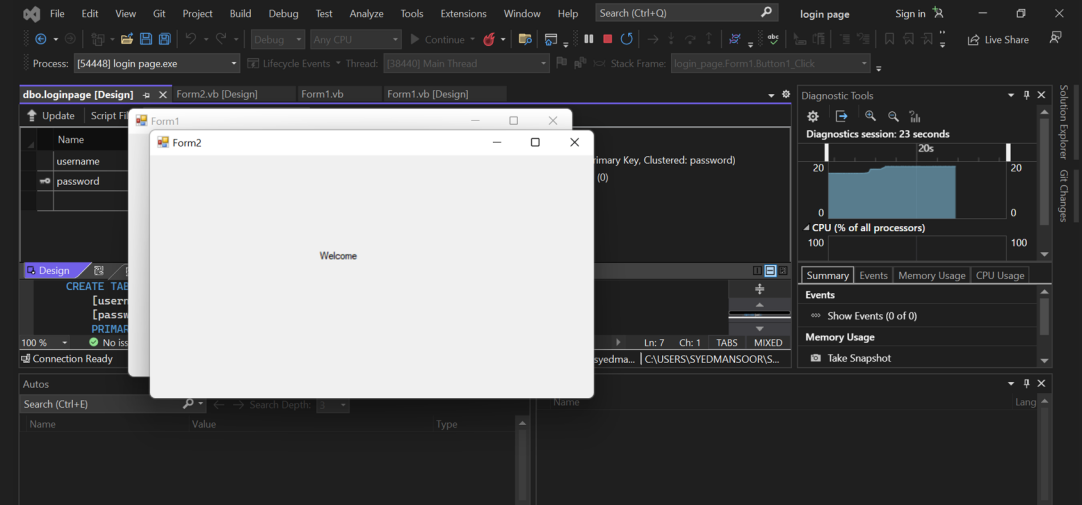 File Edit View Git Project Build Debug Test Analyze Tools Extensions Window Help Search (Ctrl+Q) login page Sign in
Debug Any CPU Continue Live Share
Process: [54448] login page.exe Lifecycle Events Thread: [38440] Main Thread Stack Frame: login_page.Form1.Button1_Click
dbo.loginpage [Design] Form2.vb [Design] Form1.vb Form1.vb [Design]
Update Script Fil
Name
username
password
Form1
Form2
Welcome
rimary Key, Clustered: password)
(0)
Design
CREATE TAB
[usern
[passw
PRIMAR
100 % No iss Ln: 7 Ch: 1 TABS MIXED
Connection Ready syedma... C:\USERS\SYEDMANSOOR\S...
Diagnostic Tools
Diagnostics session: 23 seconds
20s
20 20
0 0
CPU (% of all processors)
100 100
Summary Events Memory Usage CPU Usage
Events
Show Events (0 of 0)
Memory Usage
Take Snapshot
Solution Explorer
Git Changes
Autos
Search (Ctrl+E) Search Depth: 3
Name Value Type
Name Lang